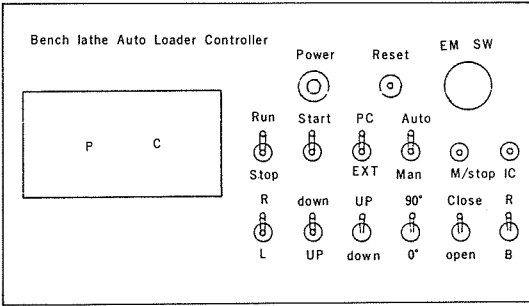 Bench lathe Auto Loader Controller
EM SW
Power Reset
P C
Run Start PC Auto
Stop EXT Man M/stop IC
R down UP 90° Close R
L UP down 0° open B